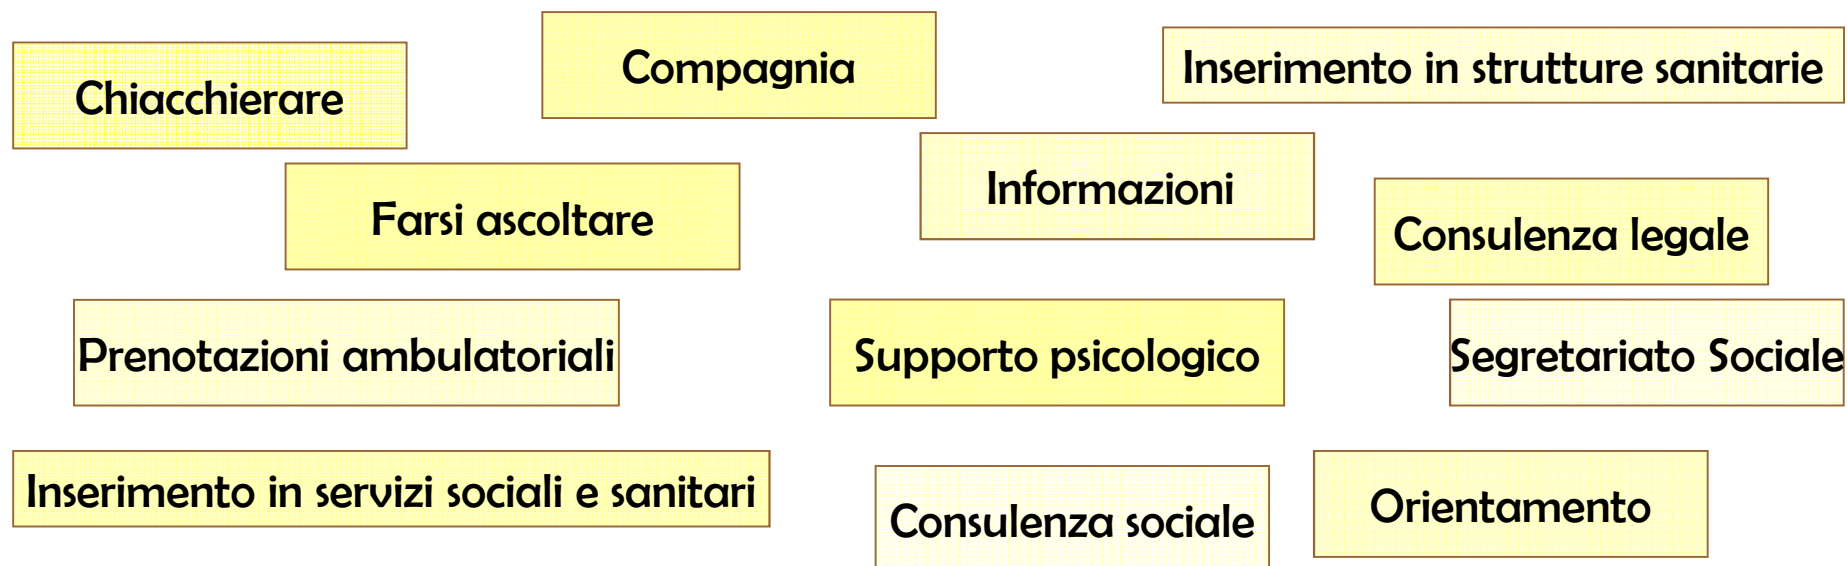 Chiacchierare
Compagnia
Inserimento in strutture sanitarie
Farsi ascoltare
Informazioni
Consulenza legale
Prenotazioni ambulatoriali
Supporto psicologico
Segretariato Sociale
Inserimento in servizi sociali e sanitari
Consulenza sociale
Orientamento